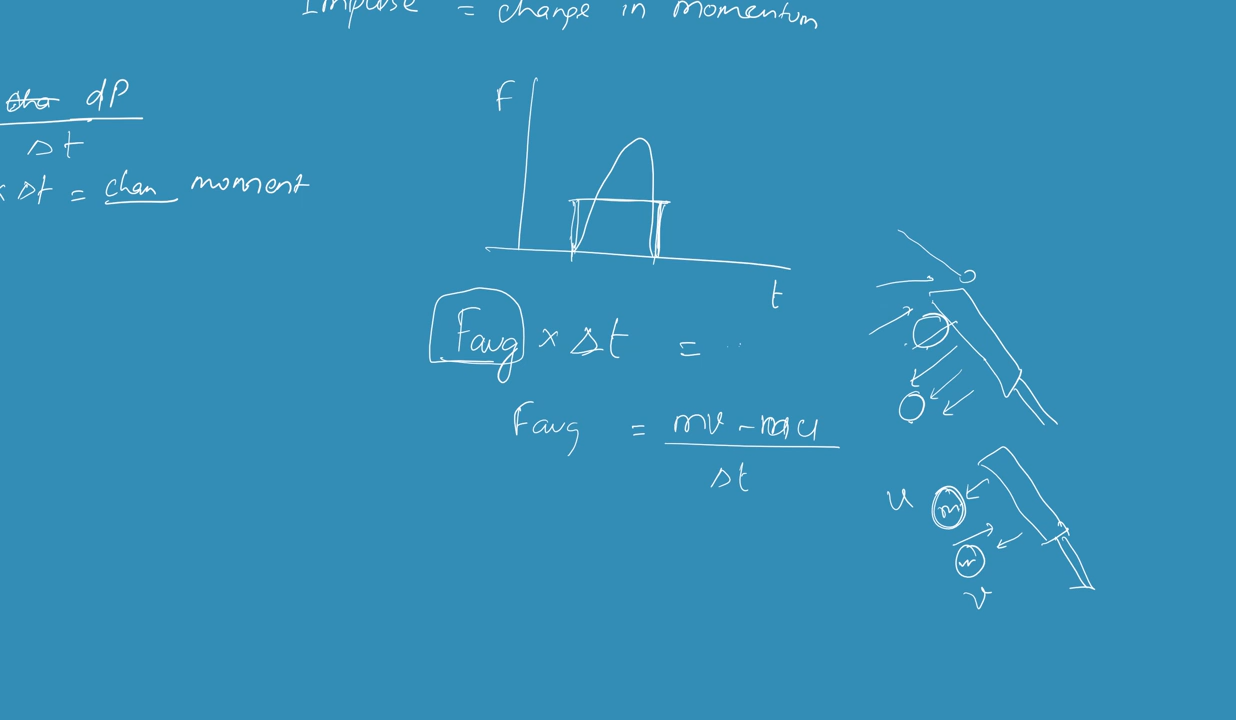 Impulse = change in momentum
dP
Δt
x Δt = chan moment
F
t
Favg x Δt = ..
Favg = mv - mu
Δt
u
m
m
v